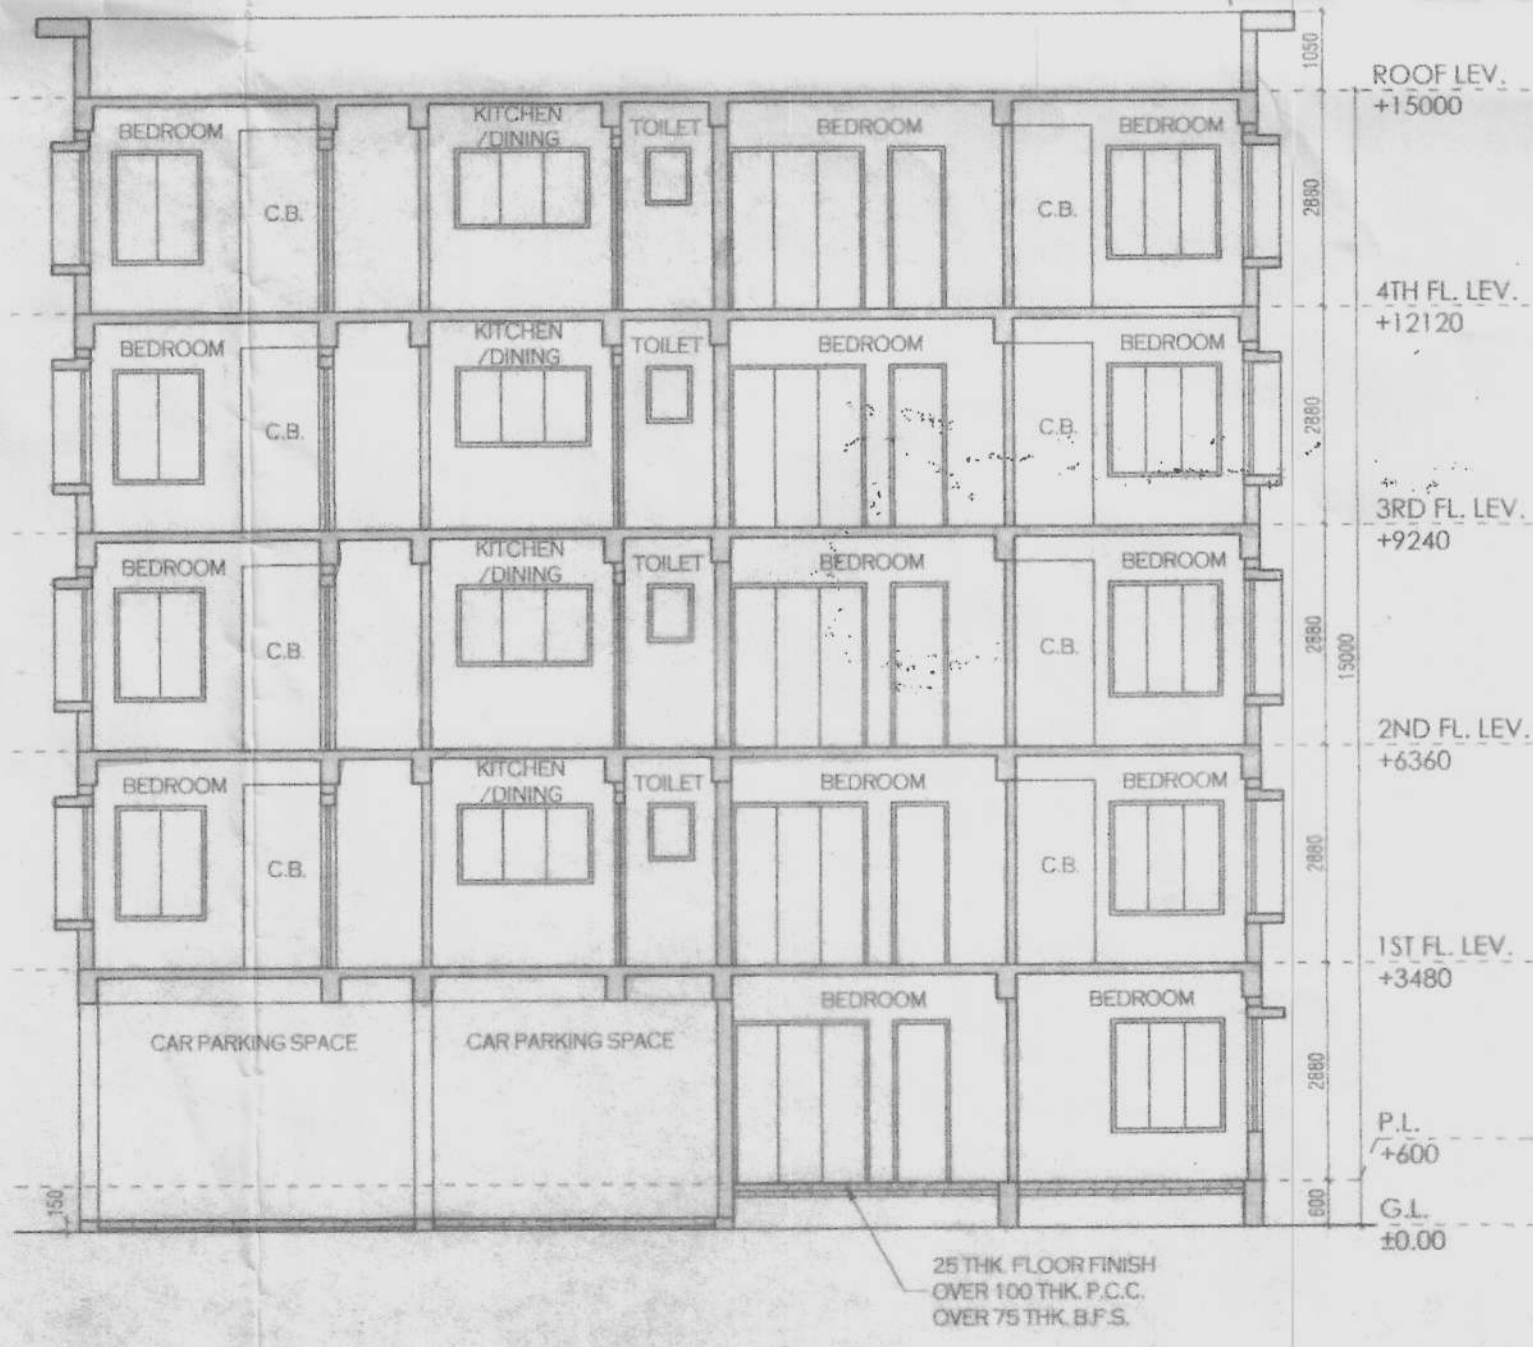 1050
ROOF LEV.
+15000
BEDROOM
KITCHEN
/DINING
TOILET
BEDROOM
BEDROOM
C.B.
C.B.
2880
4TH FL. LEV.
+12120
BEDROOM
KITCHEN
/DINING
TOILET
BEDROOM
BEDROOM
C.B.
C.B.
2880
3RD FL. LEV.
+9240
BEDROOM
KITCHEN
/DINING
TOILET
BEDROOM
BEDROOM
C.B.
C.B.
2880
15000
2ND FL. LEV.
+6360
BEDROOM
KITCHEN
/DINING
TOILET
BEDROOM
BEDROOM
C.B.
C.B.
2880
1ST FL. LEV.
+3480
BEDROOM
BEDROOM
CAR PARKING SPACE
CAR PARKING SPACE
2880
P.L.
+600
150
600
G.L.
±0.00
25 THK. FLOOR FINISH
OVER 100 THK. P.C.C.
OVER 75 THK. B.F.S.